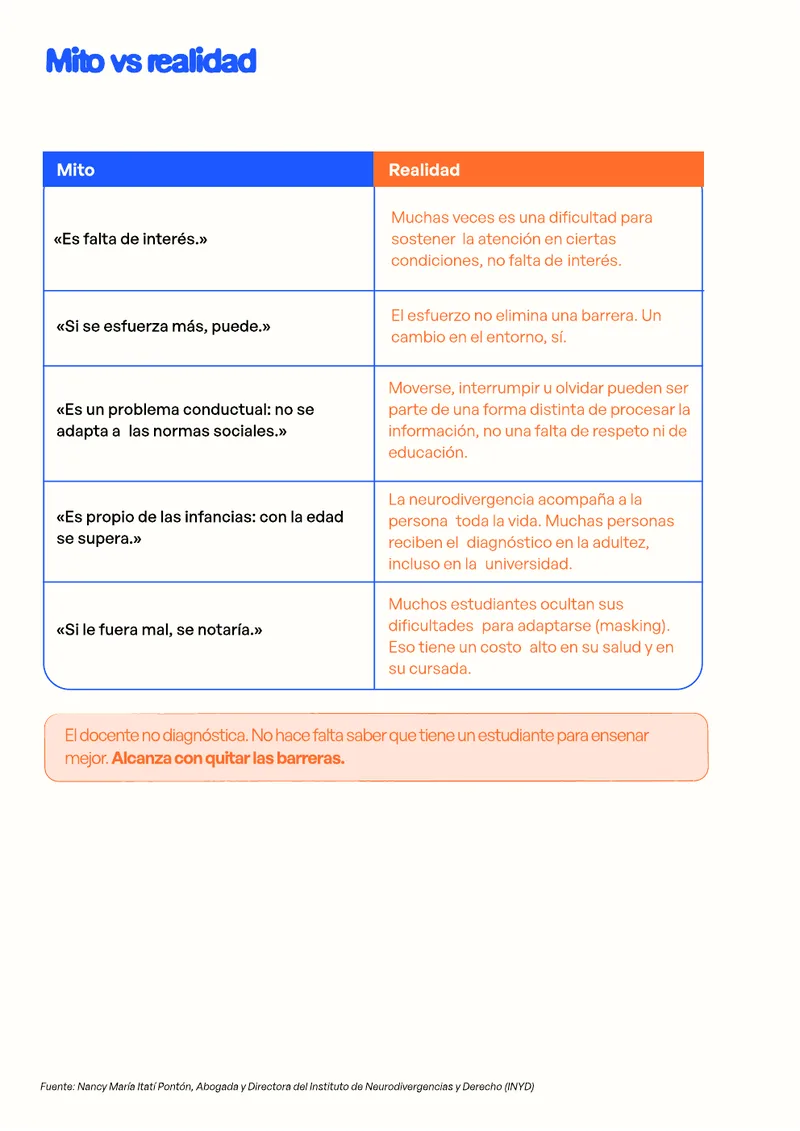 Mito vs realidad
Mito
Realidad
«Es falta de interés.»
Muchas veces es una dificultad para
sostener la atención en ciertas
condiciones, no falta de interés.
«Si se esfuerza más, puede.»
El esfuerzo no elimina una barrera. Un
cambio en el entorno, sí.
«Es un problema conductual: no se
adapta a las normas sociales.»
Moverse, interrumpir u olvidar pueden ser
parte de una forma distinta de procesar la
información, no una falta de respeto ni de
educación.
«Es propio de las infancias: con la edad
se supera.»
La neurodivergencia acompaña a la
persona toda la vida. Muchas personas
reciben el diagnóstico en la adultez,
incluso en la universidad.
«Si le fuera mal, se notaría.»
Muchos estudiantes ocultan sus
dificultades para adaptarse (masking).
Eso tiene un costo alto en su salud y en
su cursada.
El docente no diagnóstica. No hace falta saber que tiene un estudiante para ensenar
mejor. Alcanza con quitar las barreras.
Fuente: Nancy María Itatí Pontón, Abogada y Directora del Instituto de Neurodivergencias y Derecho (INYD)